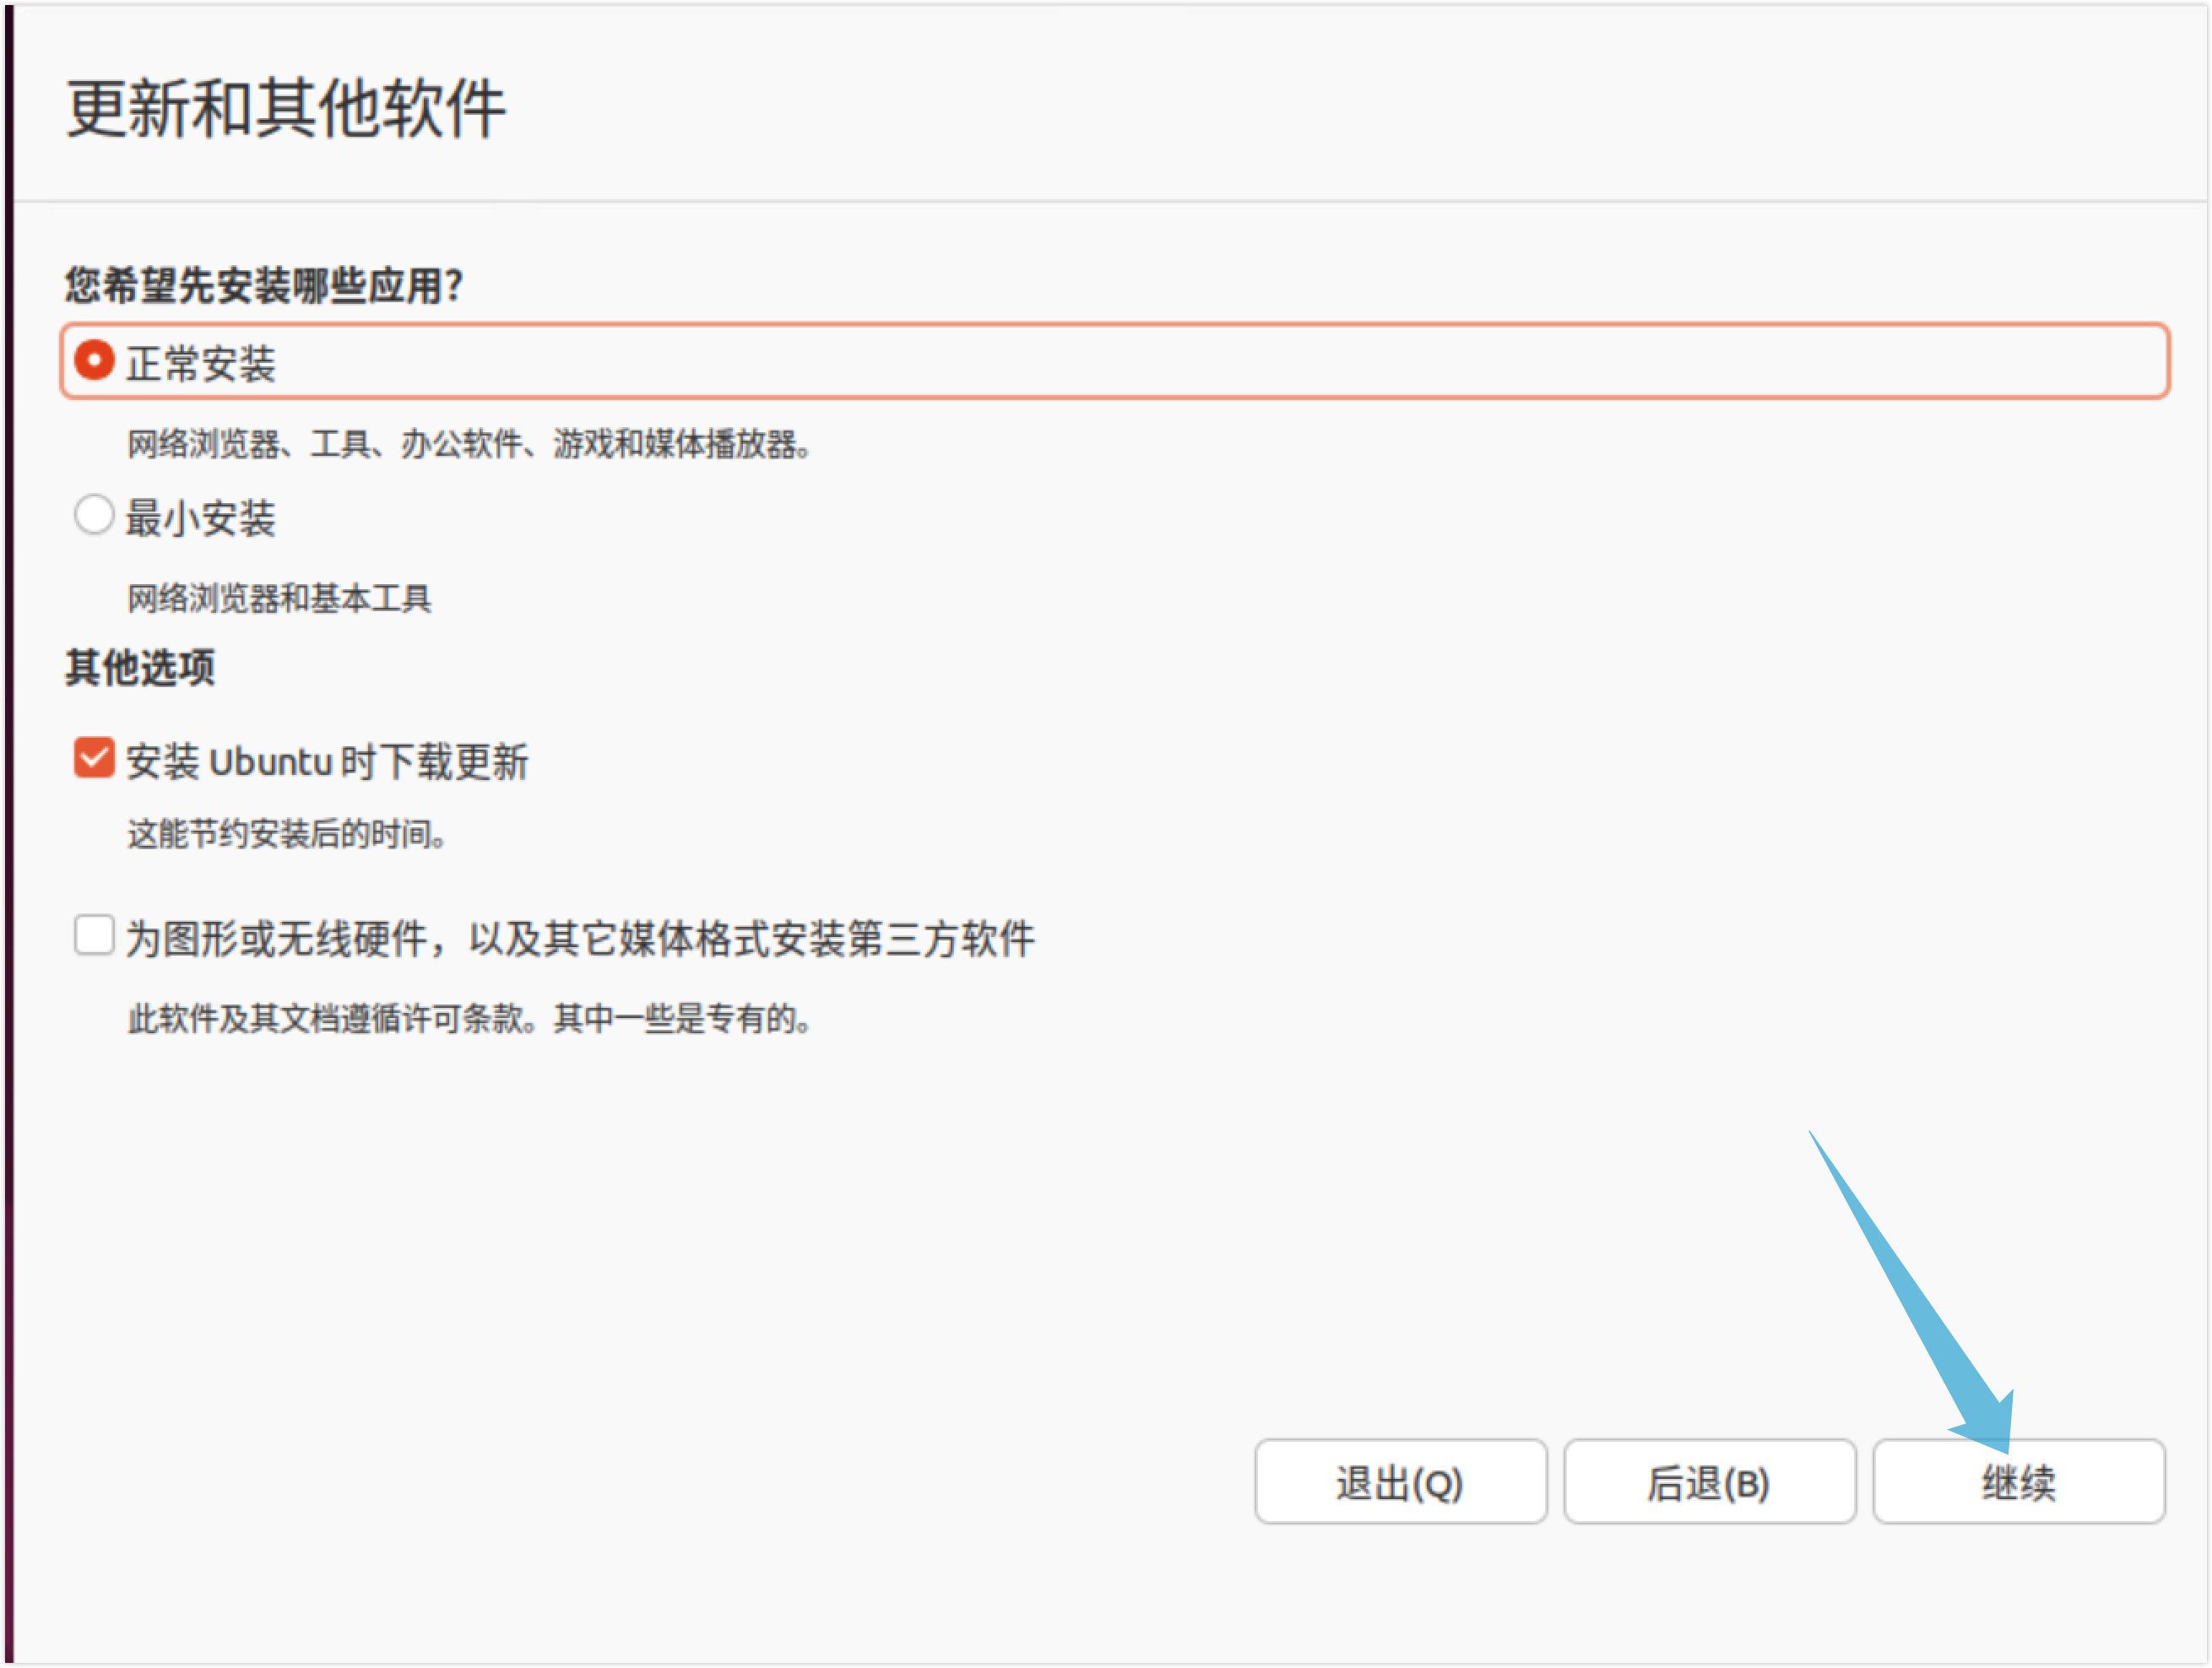 更新和其他软件
您希望先安装哪些应用?
正常安装
网络浏览器、工具、办公软件、游戏和媒体播放器。
最小安装
网络浏览器和基本工具
其他选项
安装 Ubuntu 时下载更新
这能节约安装后的时间。
为图形或无线硬件，以及其它媒体格式安装第三方软件
此软件及其文档遵循许可条款。其中一些是专有的。
退出(Q) 后退(B) 继续